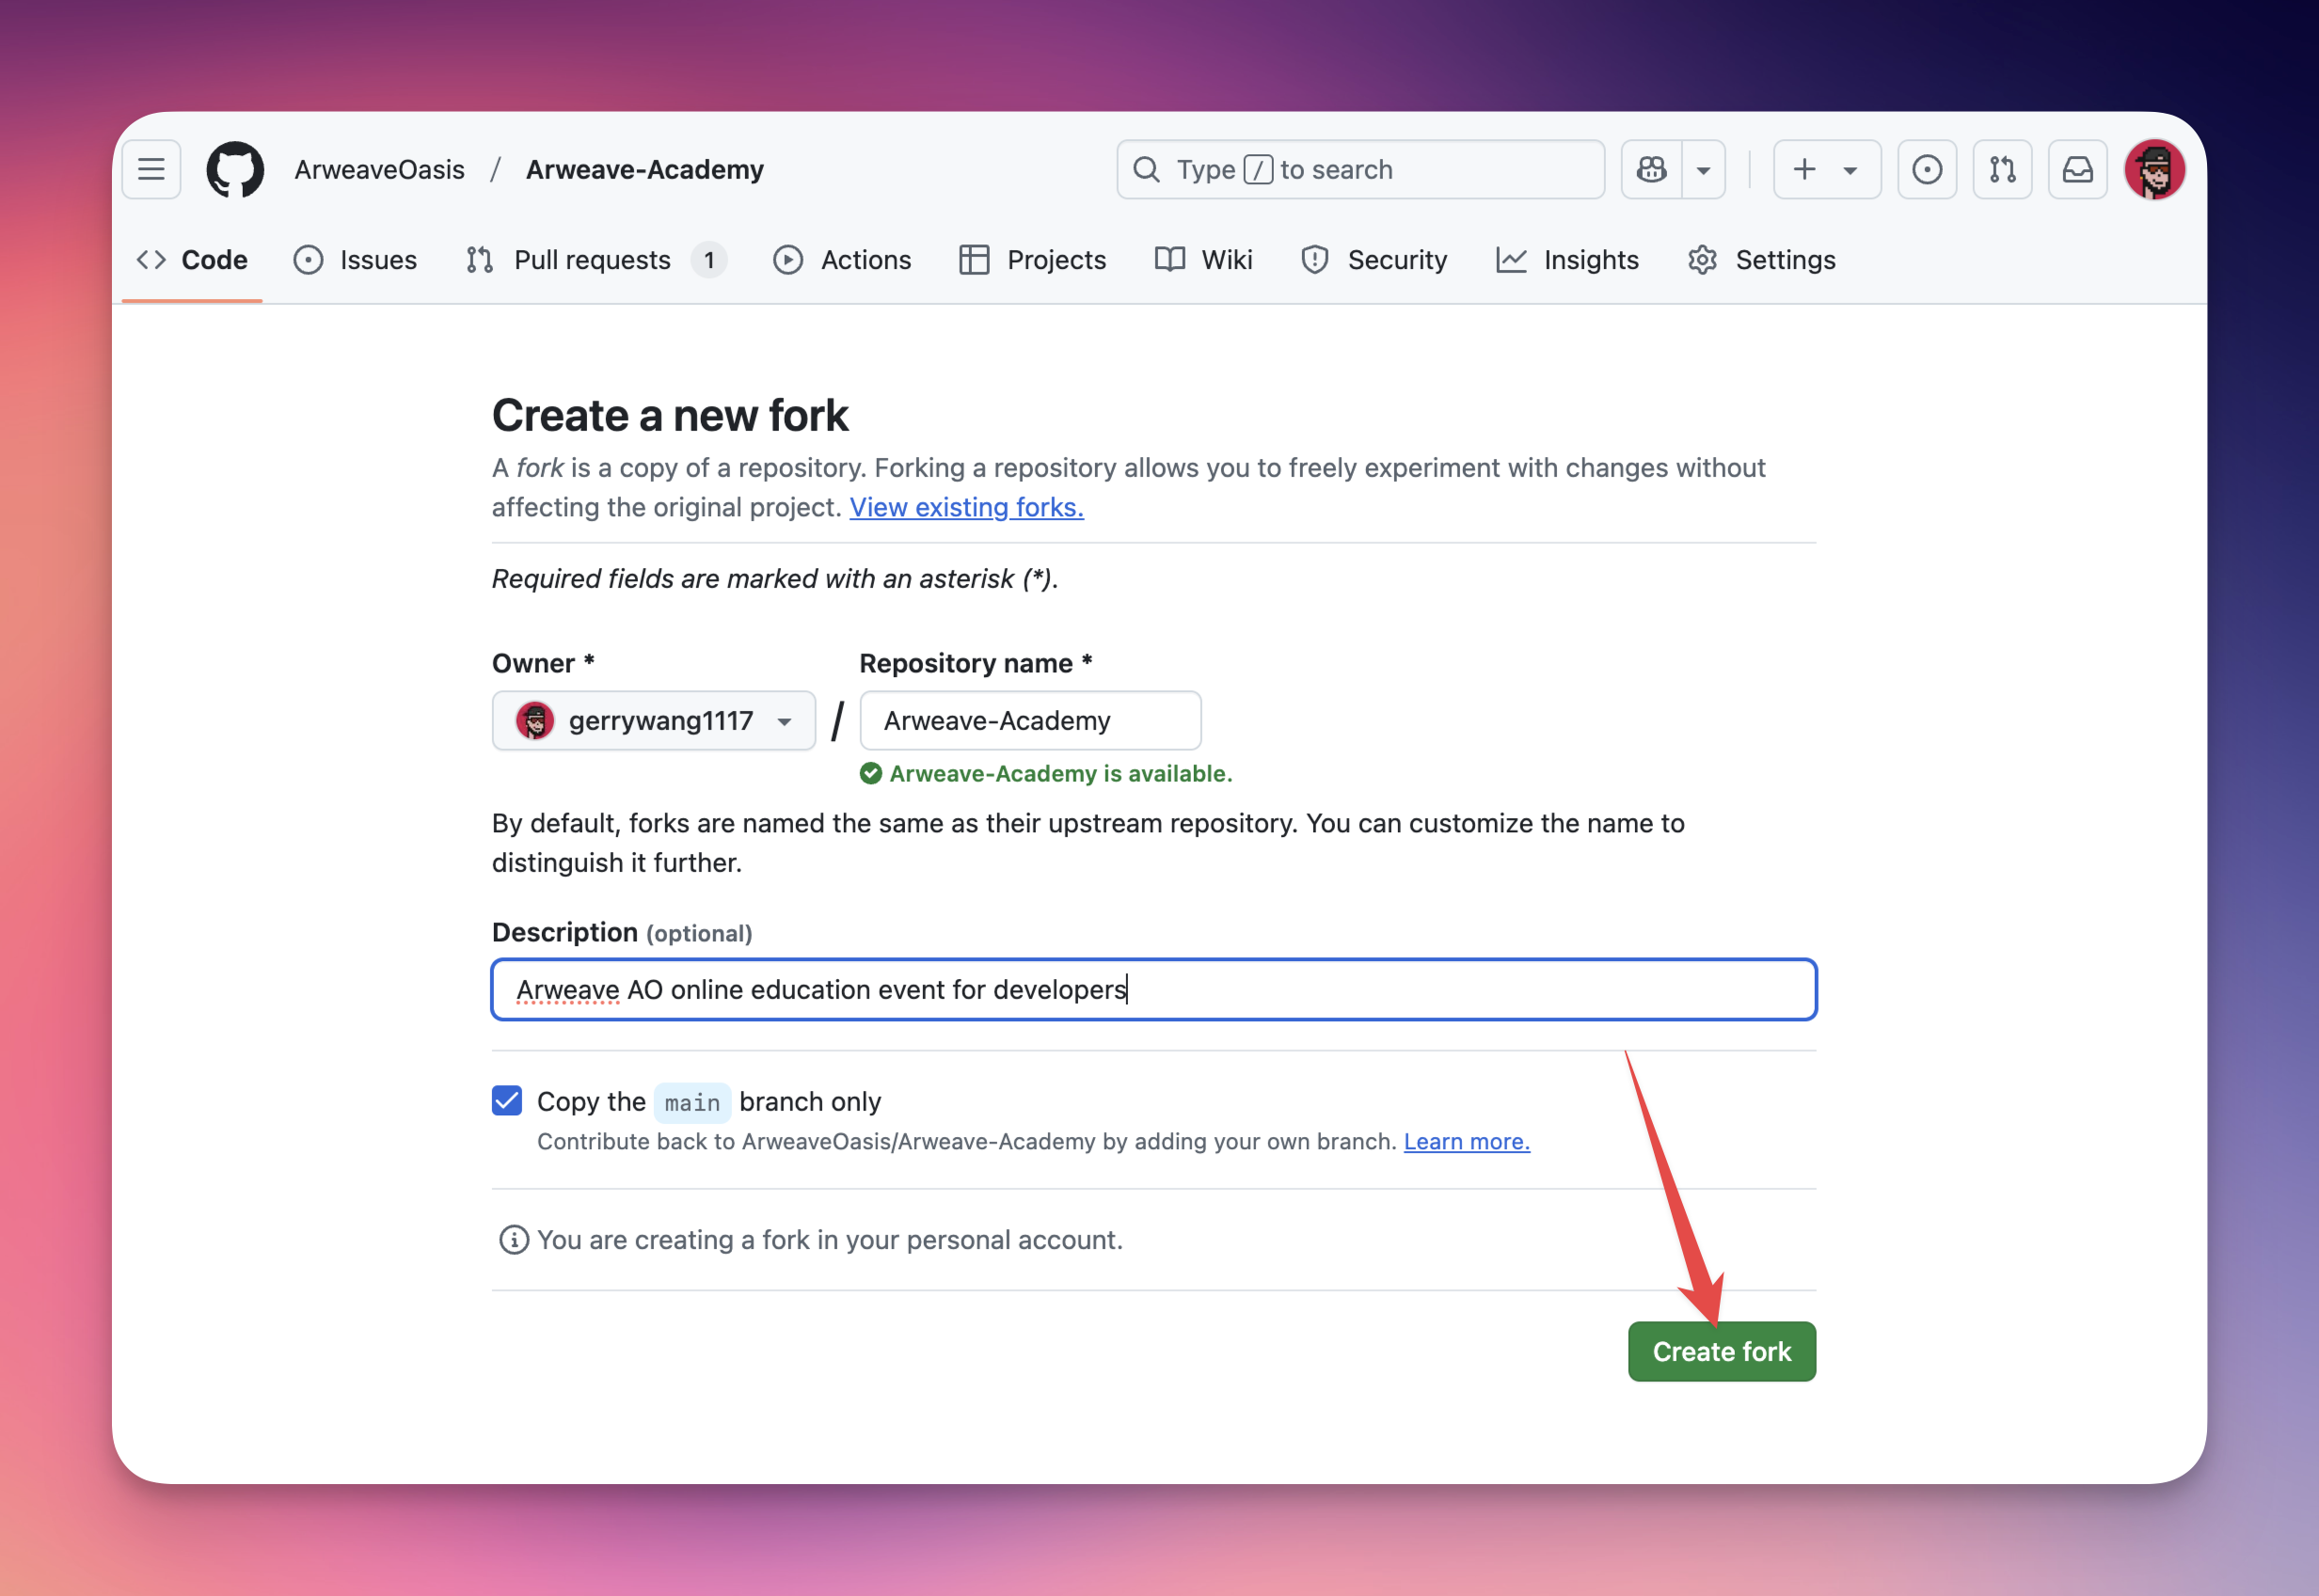 ArweaveOasis / Arweave-Academy
Type / to search
Code Issues Pull requests 1 Actions Projects Wiki Security Insights Settings
Create a new fork
A fork is a copy of a repository. Forking a repository allows you to freely experiment with changes without
affecting the original project. View existing forks.
Required fields are marked with an asterisk (*).
Owner * Repository name *
gerrywang1117 / Arweave-Academy
Arweave-Academy is available.
By default, forks are named the same as their upstream repository. You can customize the name to
distinguish it further.
Description (optional)
Arweave AO online education event for developers
Copy the main branch only
Contribute back to ArweaveOasis/Arweave-Academy by adding your own branch. Learn more.
You are creating a fork in your personal account.
Create fork